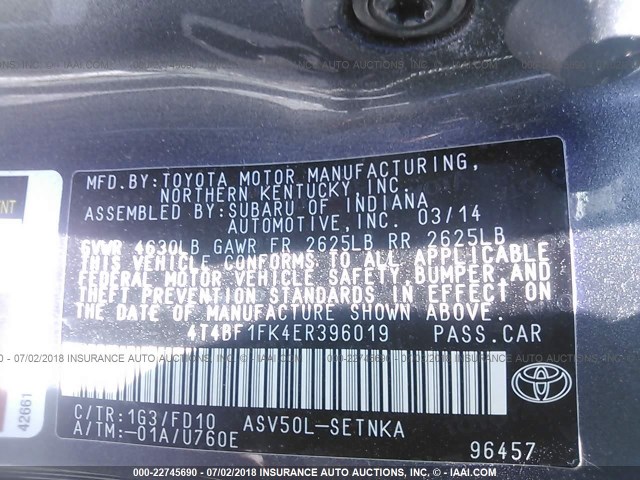 MFD.BY:TOYOTA MOTOR MANUFACTURING,
NORTHERN KENTUCKY, INC.
ASSEMBLED BY:SUBARU OF INDIANA
AUTOMOTIVE,INC. 03/14
GVWR 4630LB GAWR FR 2625LB RR 2625LB
THIS VEHICLE CONFORMS TO ALL APPLICABLE
FEDERAL MOTOR VEHICLE SAFETY, BUMPER, AND
THEFT PREVENTION STANDARDS IN EFFECT ON
THE DATE OF MANUFACTURE SHOWN ABOVE.
4T4BF1FK4ER396019 PASS.CAR
C/TR:1G3/FD10 ASV50L-SETNKA
A/TM:-01A/U760E
96457
42661
000-22745690 - 07/02/2018 - INSURANCE AUTO AUCTIONS, INC. - © - IAAI.COM